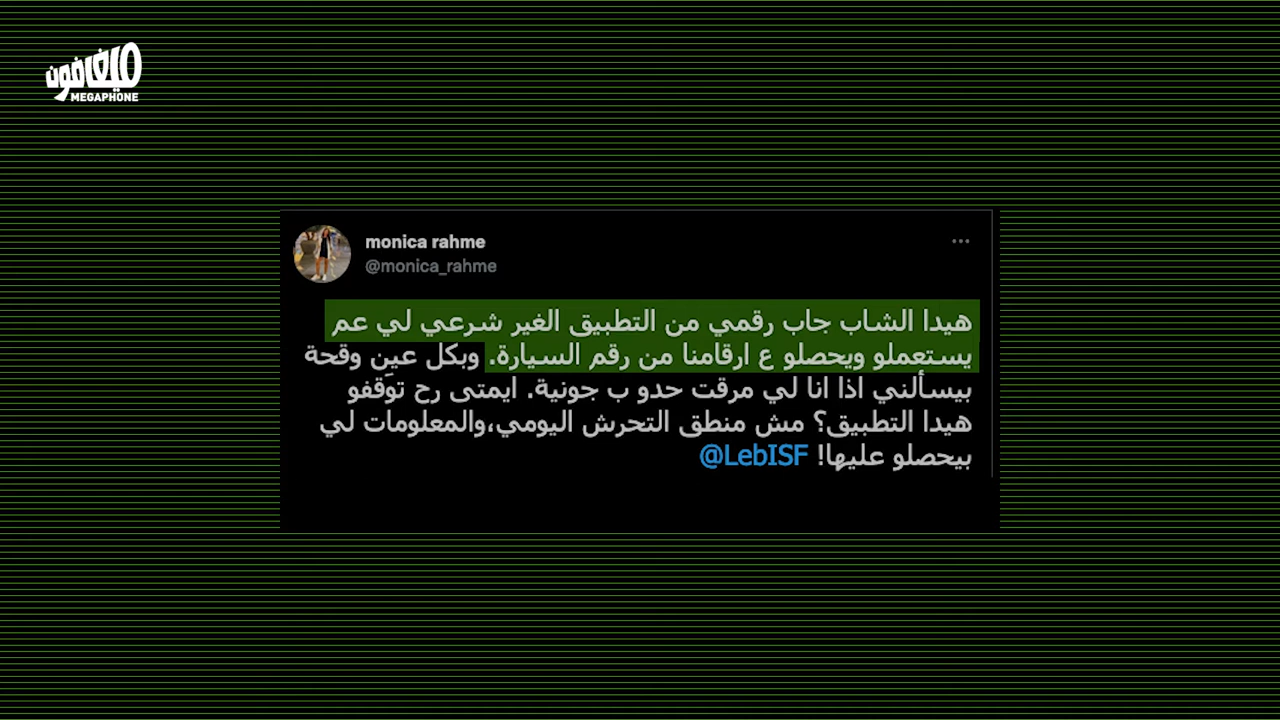 ميغافون
MEGAPHONE
monica rahme
@monica_rahme
هيدا الشاب جاب رقمي من التطبيق الغير شرعي لي عم
يستعملو ويحصلو ع ارقامنا من رقم السيارة. وبكل عين وقحة
بيسألني اذا انا لي مرقت حدو ب جونية. ايمتى رح توَقفو
هيدا التطبيق؟ مش منطق التحرش اليومي،والمعلومات لي
بيحصلو عليها! @LebISF